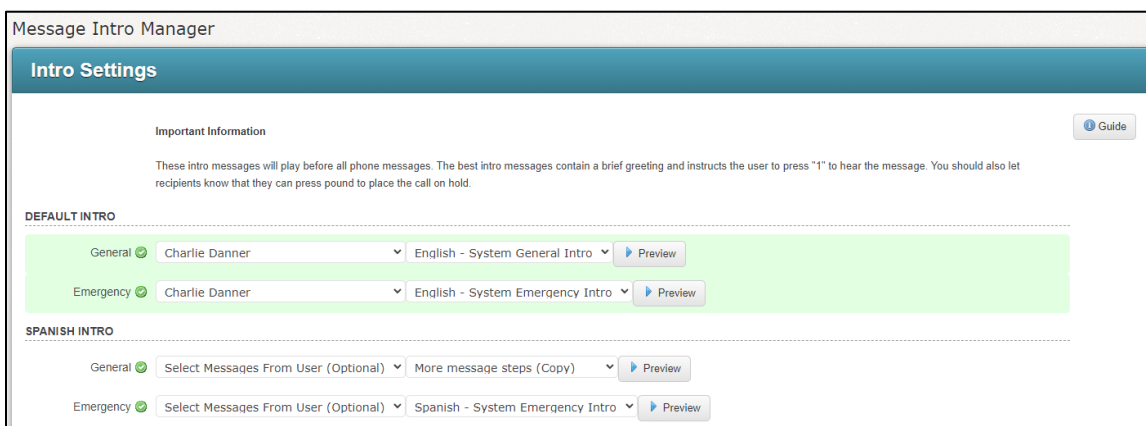 Message Intro Manager
Intro Settings
Guide
Important Information
These intro messages will play before all phone messages. The best intro messages contain a brief greeting and instructs the user to press "1" to hear the message. You should also let
recipients know that they can press pound to place the call on hold.
DEFAULT INTRO
General Charlie Danner English - System General Intro Preview
Emergency Charlie Danner English - System Emergency Intro Preview
SPANISH INTRO
General Select Messages From User (Optional) More message steps (Copy) Preview
Emergency Select Messages From User (Optional) Spanish - System Emergency Intro Preview